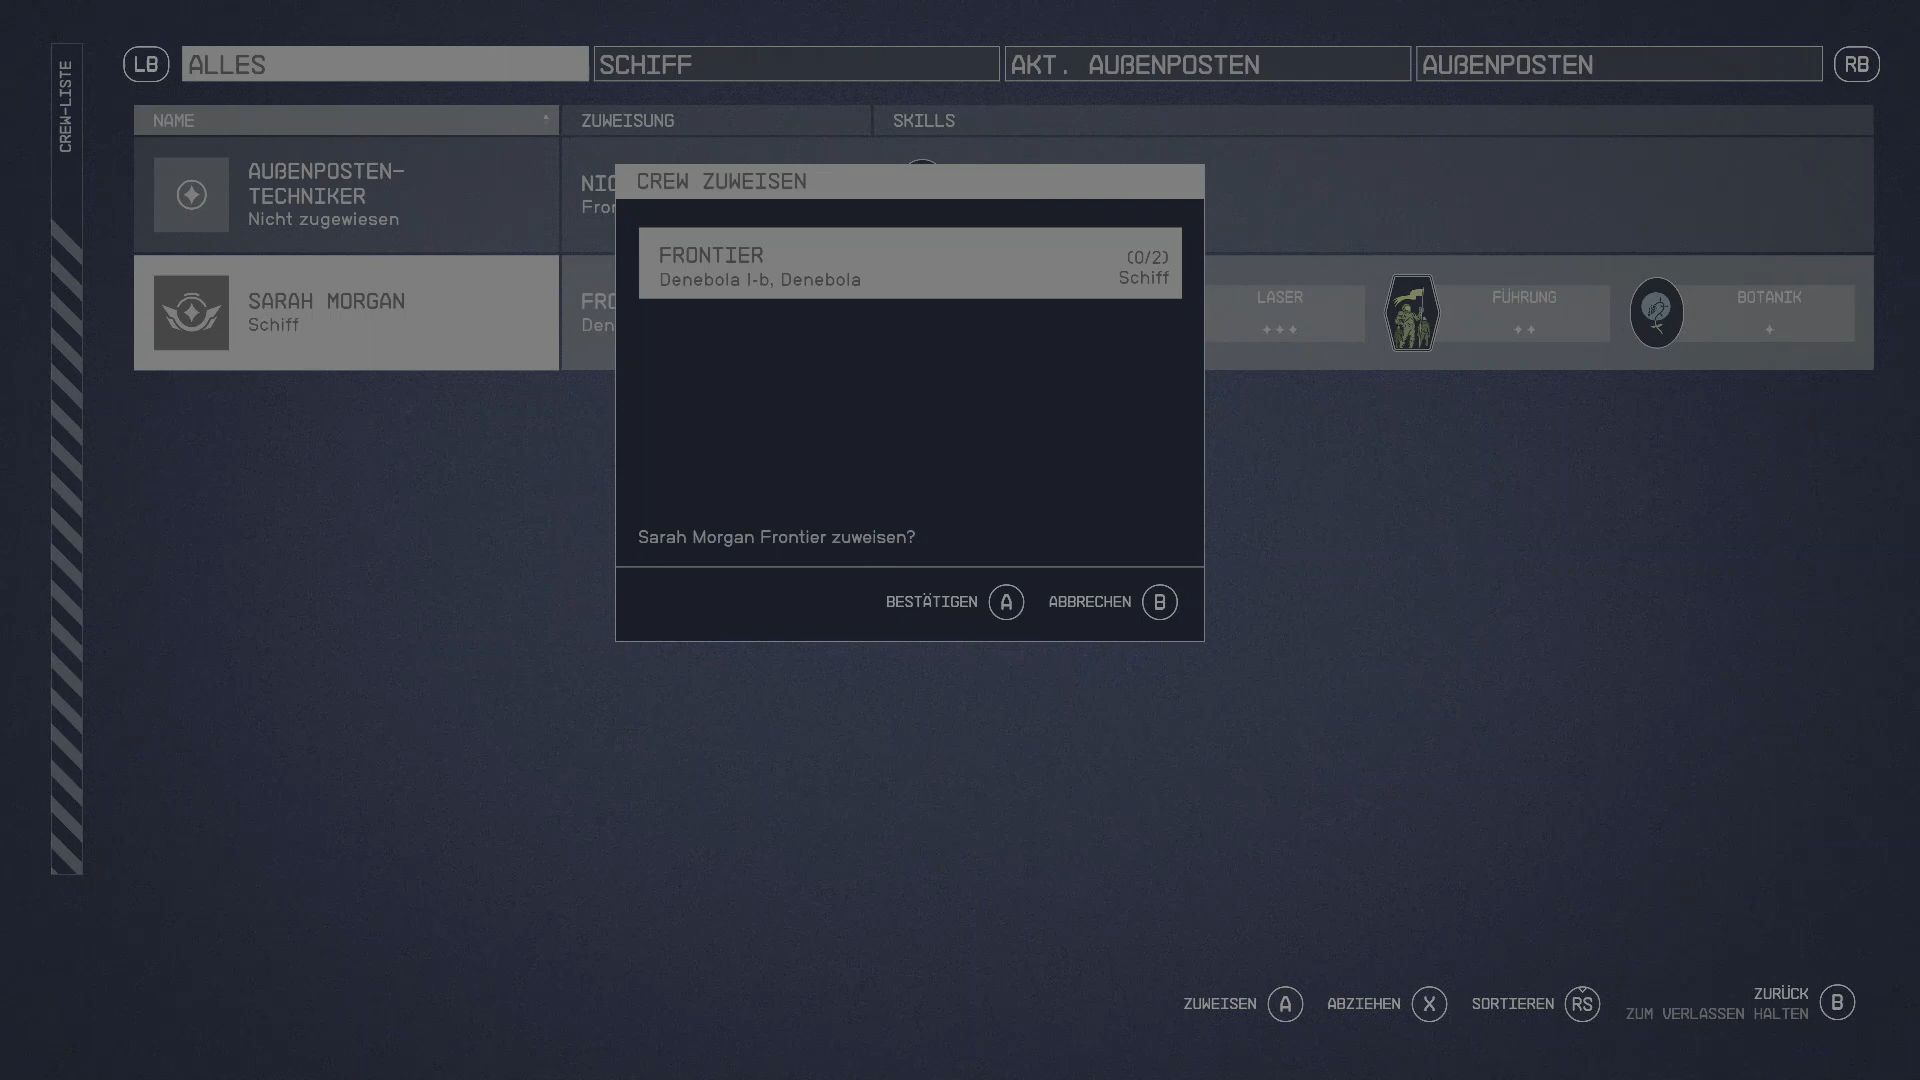 CREW-LISTE
LB
ALLES
SCHIFF
AKT. AUßENPOSTEN
AUßENPOSTEN
RB
NAME
ZUWEISUNG
SKILLS
AUßENPOSTEN-
TECHNIKER
Nicht zugewiesen
SARAH MORGAN
Schiff
CREW ZUWEISEN
FRONTIER
(0/2)
Denebola I-b, Denebola
Schiff
Sarah Morgan Frontier zuweisen?
BESTÄTIGEN A
ABBRECHEN B
LASER
FÜHRUNG
BOTANIK
ZUWEISEN A
ABZIEHEN X
SORTIEREN RS
ZURÜCK B
ZUM VERLASSEN HALTEN